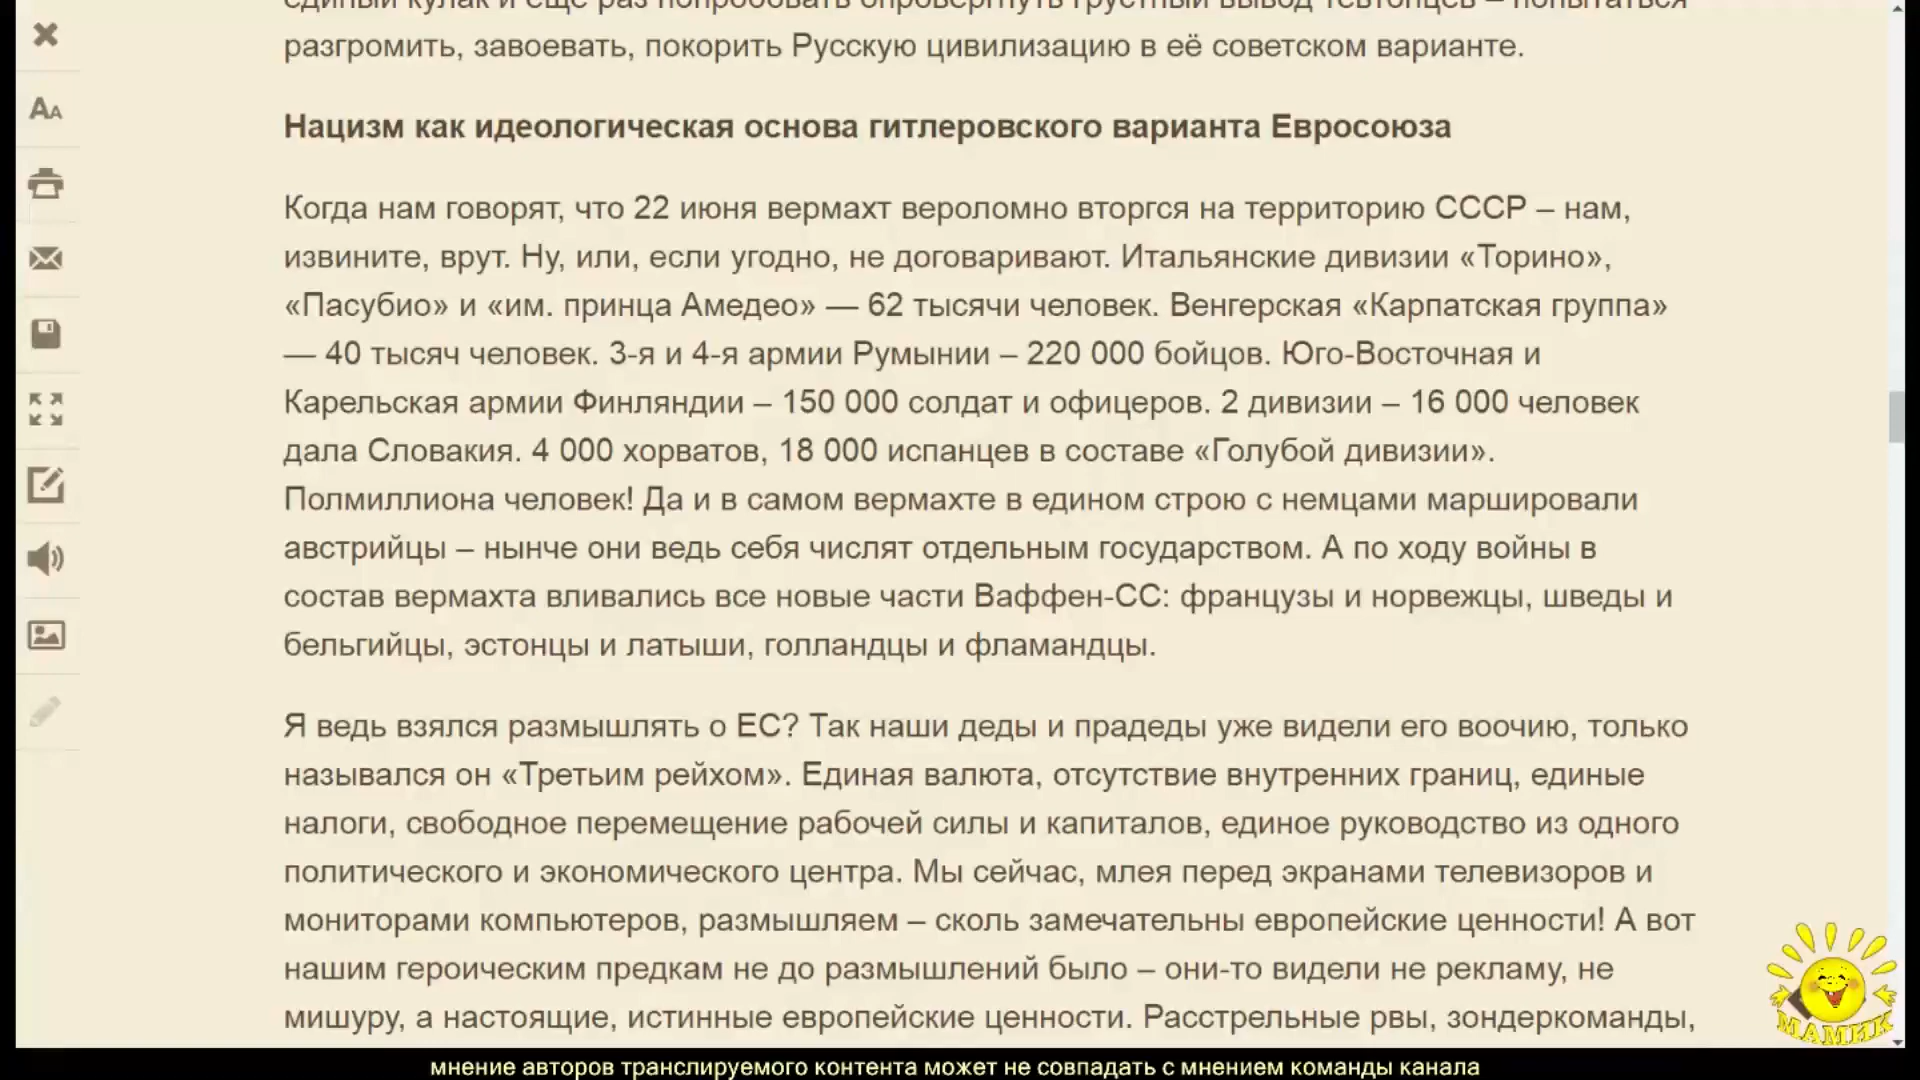 единый кулак и ещё раз попробовать опровергнуть грустный вывод тевтонцев – попытаться
разгромить, завоевать, покорить Русскую цивилизацию в её советском варианте.
Нацизм как идеологическая основа гитлеровского варианта Евросоюза
Когда нам говорят, что 22 июня вермахт вероломно вторгся на территорию СССР – нам,
извините, врут. Ну, или, если угодно, не договаривают. Итальянские дивизии «Торино»,
«Пасубио» и «им. принца Амедео» — 62 тысячи человек. Венгерская «Карпатская группа»
— 40 тысяч человек. 3-я и 4-я армии Румынии – 220 000 бойцов. Юго-Восточная и
Карельская армии Финляндии – 150 000 солдат и офицеров. 2 дивизии – 16 000 человек
дала Словакия. 4 000 хорватов, 18 000 испанцев в составе «Голубой дивизии».
Полмиллиона человек! Да и в самом вермахте в едином строю с немцами маршировали
австрийцы – нынче они ведь себя числят отдельным государством. А по ходу войны в
состав вермахта вливались все новые части Ваффен-СС: французы и норвежцы, шведы и
бельгийцы, эстонцы и латыши, голландцы и фламандцы.
Я ведь взялся размышлять о ЕС? Так наши деды и прадеды уже видели его воочию, только
назывался он «Третьим рейхом». Единая валюта, отсутствие внутренних границ, единые
налоги, свободное перемещение рабочей силы и капиталов, единое руководство из одного
политического и экономического центра. Мы сейчас, млея перед экранами телевизоров и
мониторами компьютеров, размышляем – сколь замечательны европейские ценности! А вот
нашим героическим предкам не до размышлений было – они-то видели не рекламу, не
мишуру, а настоящие, истинные европейские ценности. Расстрельные рвы, зондеркоманды,
МАМИК
мнение авторов транслируемого контента может не совпадать с мнением команды канала